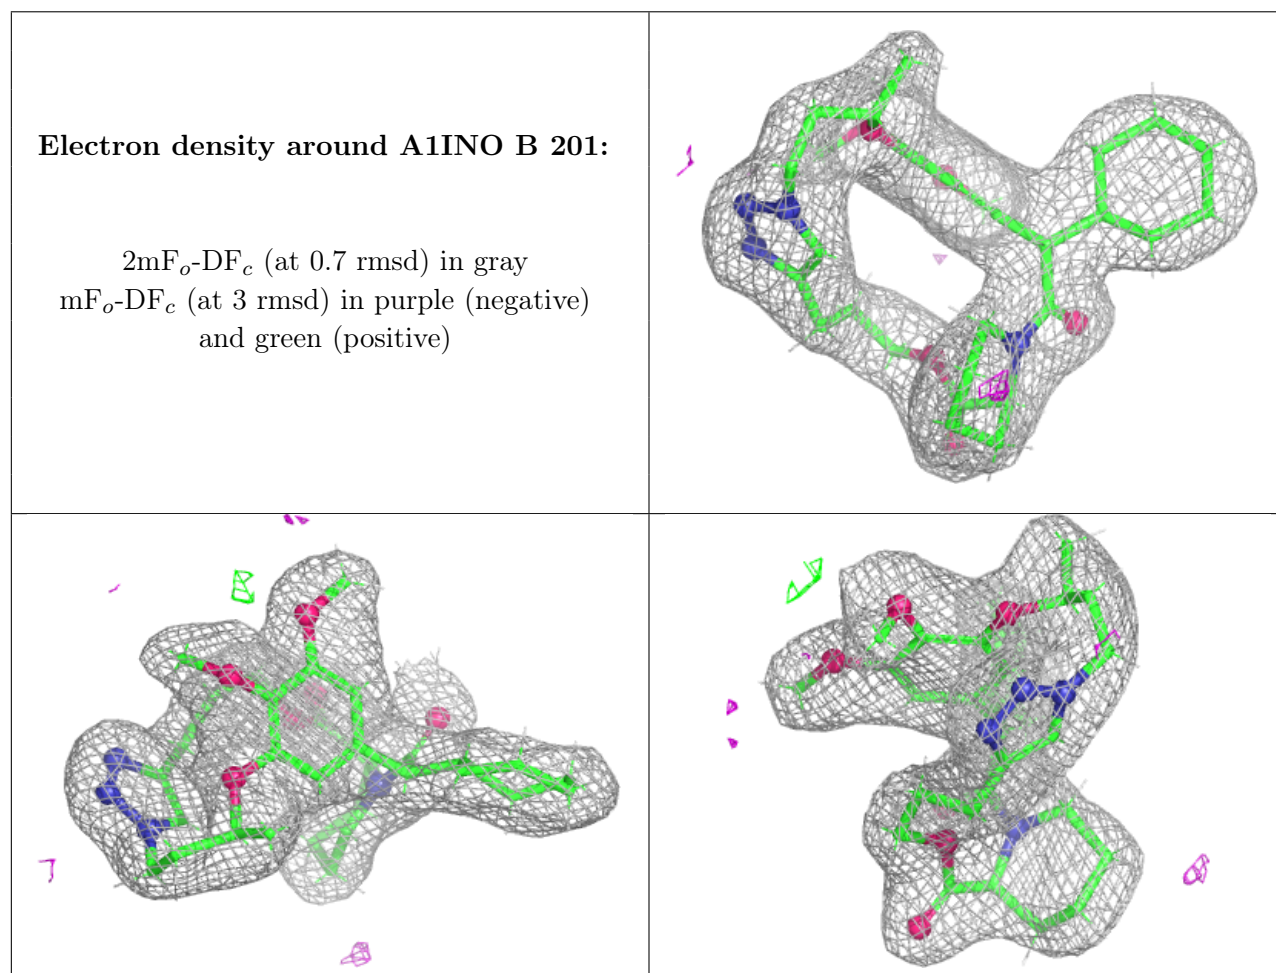 Electron density around A1INO B 201:
2mFo-DFc (at 0.7 rmsd) in gray
mFo-DFc (at 3 rmsd) in purple (negative)
and green (positive)